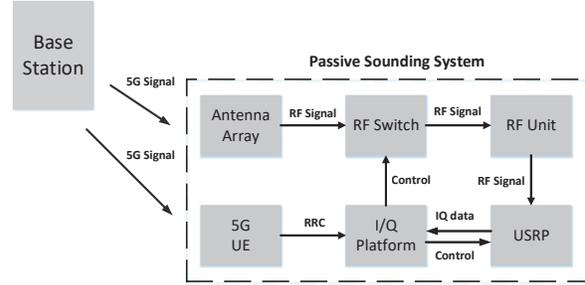 Base
Station
Passive Sounding System
5G Signal
5G Signal
Antenna
Array
RF Signal
RF Switch
RF Signal
RF Unit
Control
RF Signal
5G
UE
RRC
I/Q
Platform
IQ data
Control
USRP